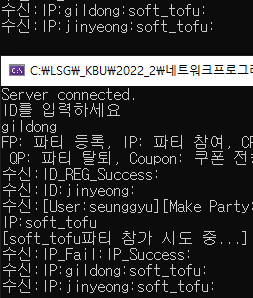 수신:IP:gildong:soft_tofu:
수신:IP:jinyeong:soft_tofu:
C:₩LSG₩_KBU₩2022_2₩네트워크프로그
Server connected.
ID를 입력하세요
gildong
FP: 파티 등록, IP: 파티 참여,
QP: 파티 탈퇴, Coupon: 쿠폰
수신:ID_REG_Success:
수신:ID:jinyeong:
수신:[User:seunggyu][Make Party:
IP:soft_tofu
[soft_tofu파티 참가 시도 중...]
수신:IP_Fail:IP_Success:
수신:IP:gildong:soft_tofu:
수신:IP:jinyeong:soft_tofu: